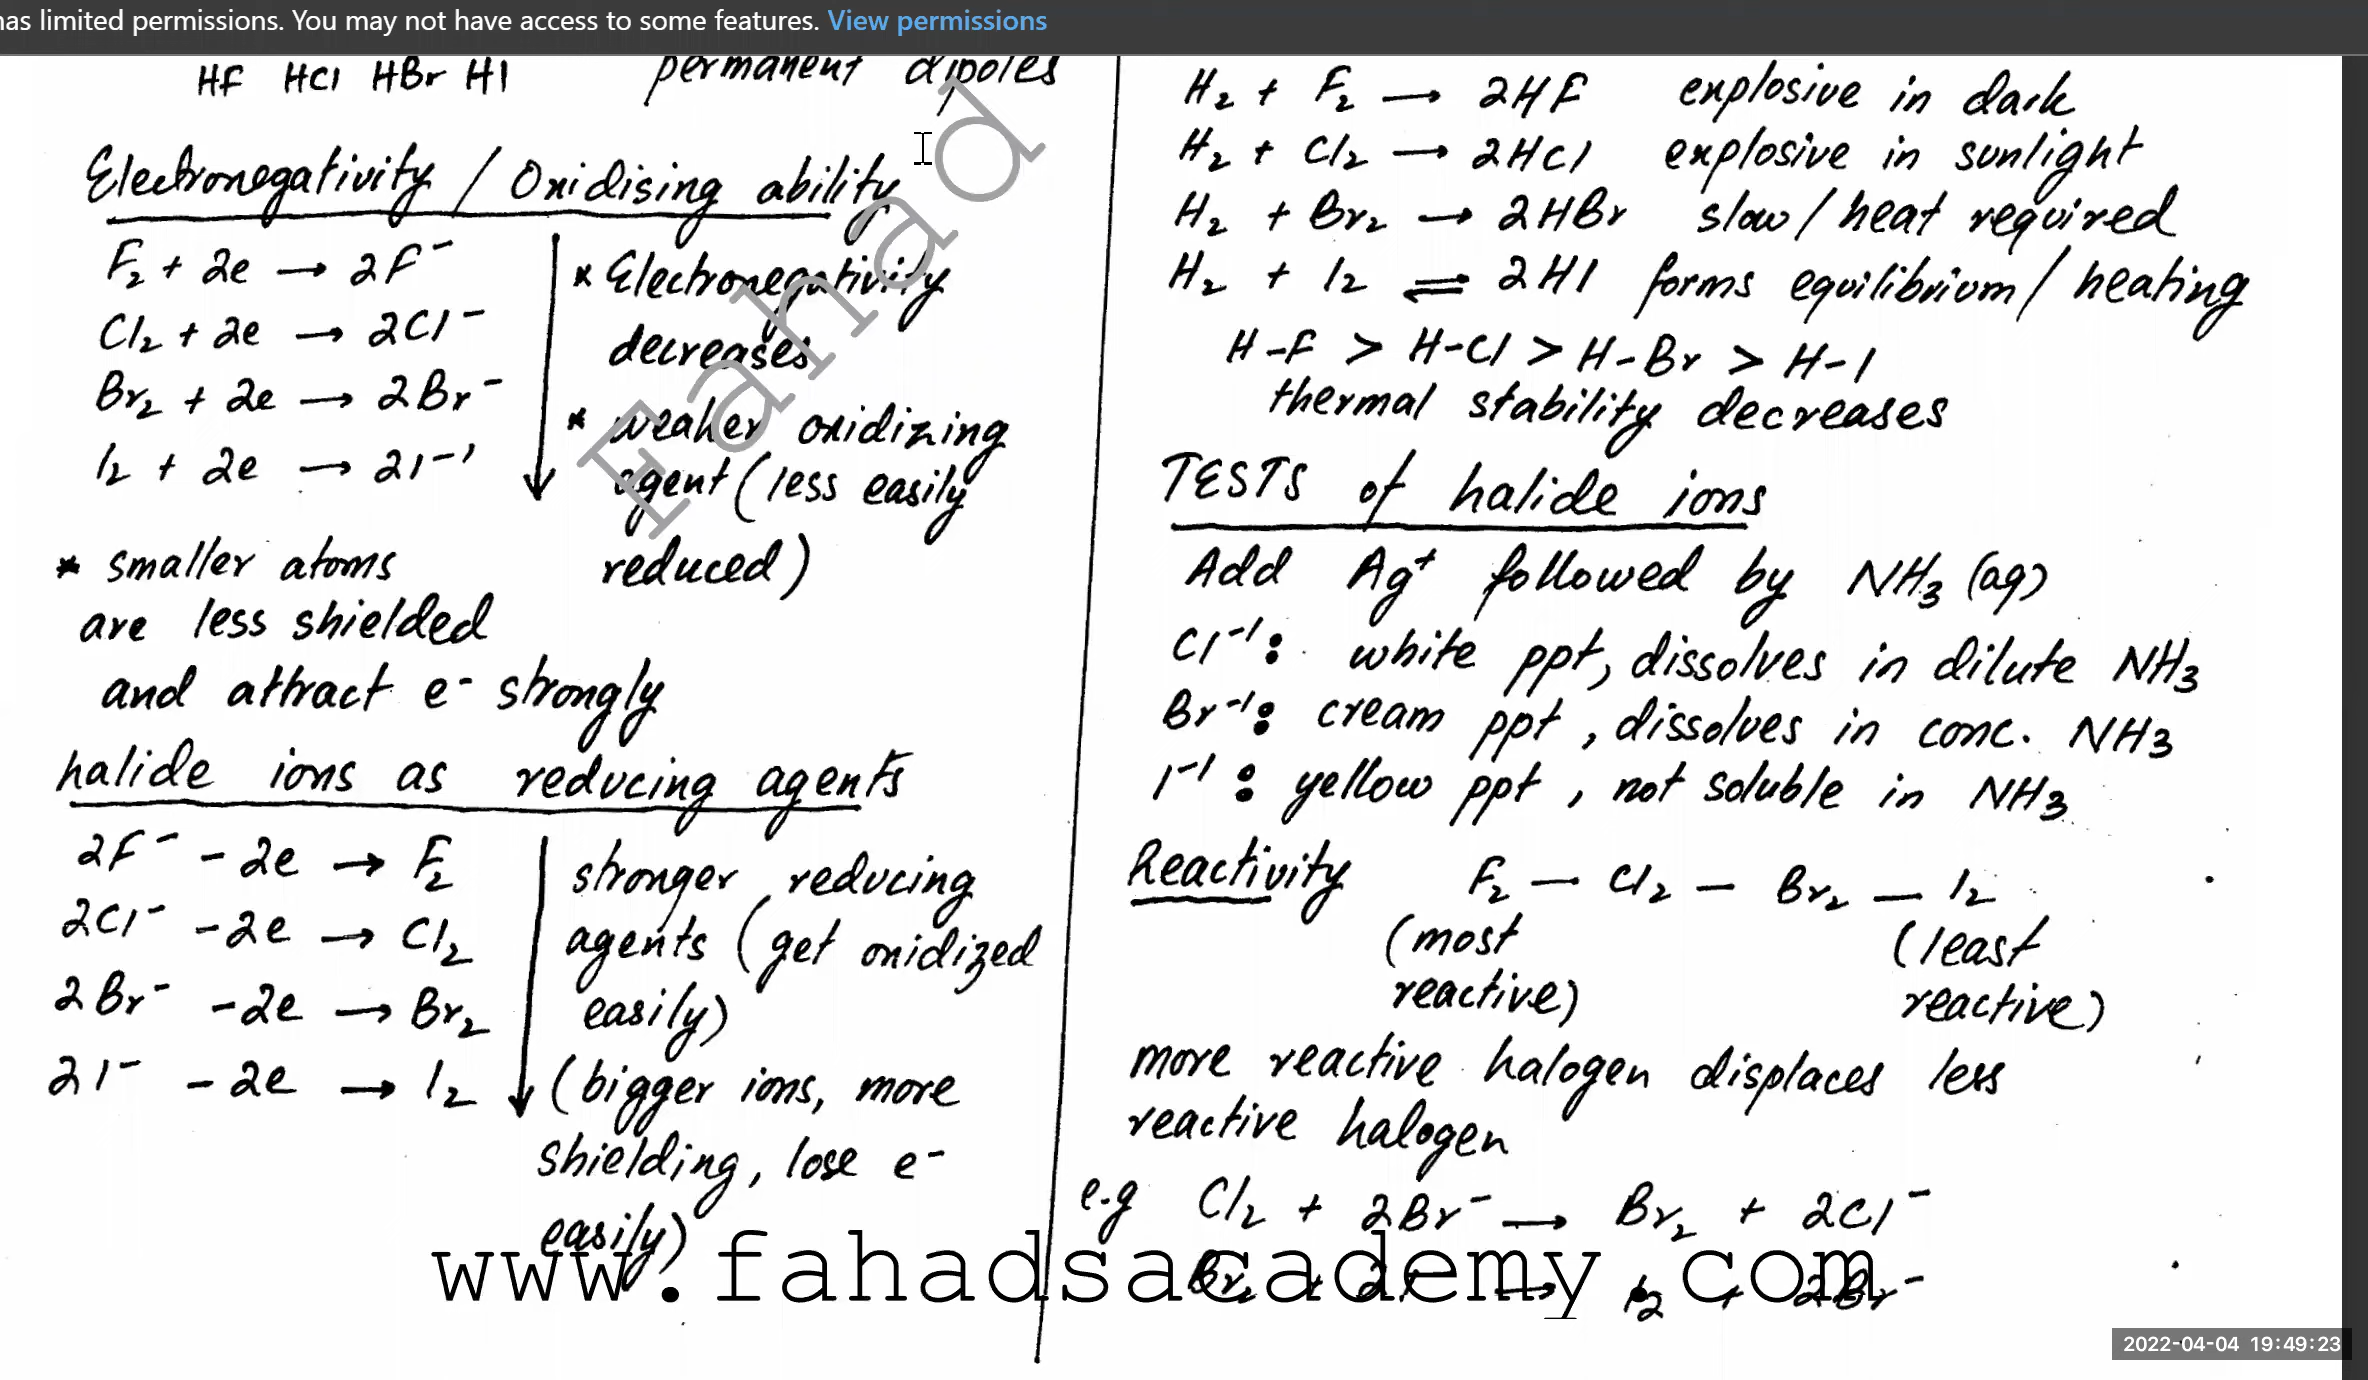 has limited permissions. You may not have access to some features. View permissions
HF HCl HBr HI permanent dipoles
Electronegativity / Oxidising ability
F₂ + 2e → 2F⁻
Cl₂ + 2e → 2Cl⁻
Br₂ + 2e → 2Br⁻
I₂ + 2e → 2I⁻¹
* Electronegativity
decreases
* weaker oxidizing
agent (less easily
reduced)
* smaller atoms
are less shielded
and attract e⁻ strongly
halide ions as reducing agents
2F⁻ - 2e → F₂
2Cl⁻ - 2e → Cl₂
2Br⁻ - 2e → Br₂
2I⁻ - 2e → I₂
stronger reducing
agents (get oxidized
easily)
(bigger ions, more
shielding, lose e⁻
easily)
H₂ + F₂ → 2HF explosive in dark
H₂ + Cl₂ → 2HCl explosive in sunlight
H₂ + Br₂ → 2HBr slow/heat required
H₂ + I₂ ⇌ 2HI forms equilibrium/heating
H-F > H-Cl > H-Br > H-I
thermal stability decreases
TESTS of halide ions
Add Ag⁺ followed by NH₃ (aq)
Cl⁻¹: white ppt, dissolves in dilute NH₃
Br⁻¹: cream ppt, dissolves in conc. NH₃
I⁻¹: yellow ppt, not soluble in NH₃
Reactivity F₂ — Cl₂ — Br₂ — I₂
(most (least
reactive) reactive)
more reactive halogen displaces less
reactive halogen
e.g Cl₂ + 2Br⁻ → Br₂ + 2Cl⁻
Br₂ + 2I → I₂ + 2Br⁻
Fahad
www.fahadsacademy.com
2022-04-04 19:49:23